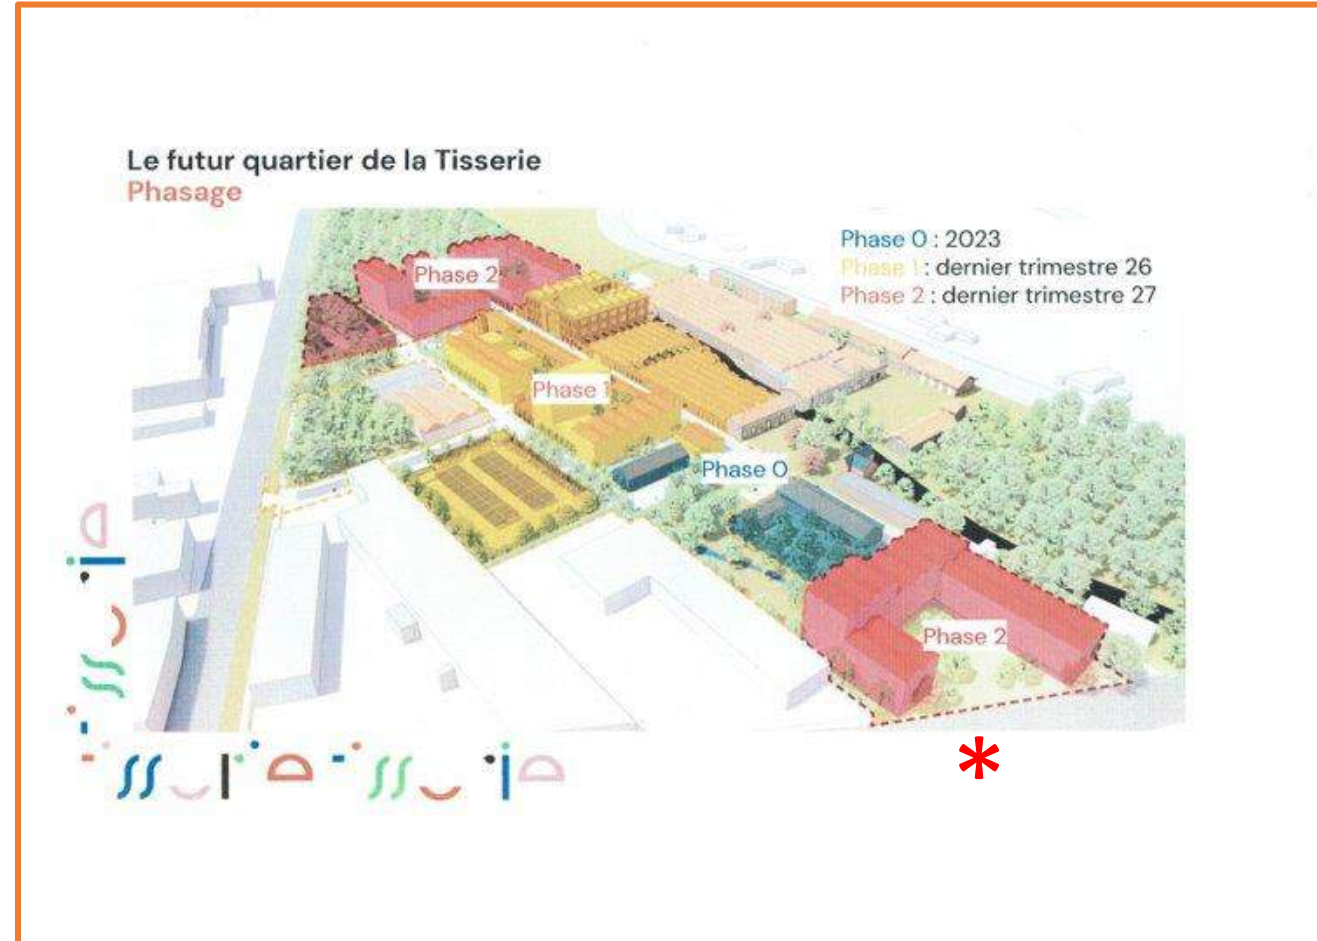 Le futur quartier de la Tisserie
Phasage
Phase 0 : 2023
Phase 1 : dernier trimestre 26
Phase 2 : dernier trimestre 27
Phase 2
Phase 1
Phase 0
Phase 2
*